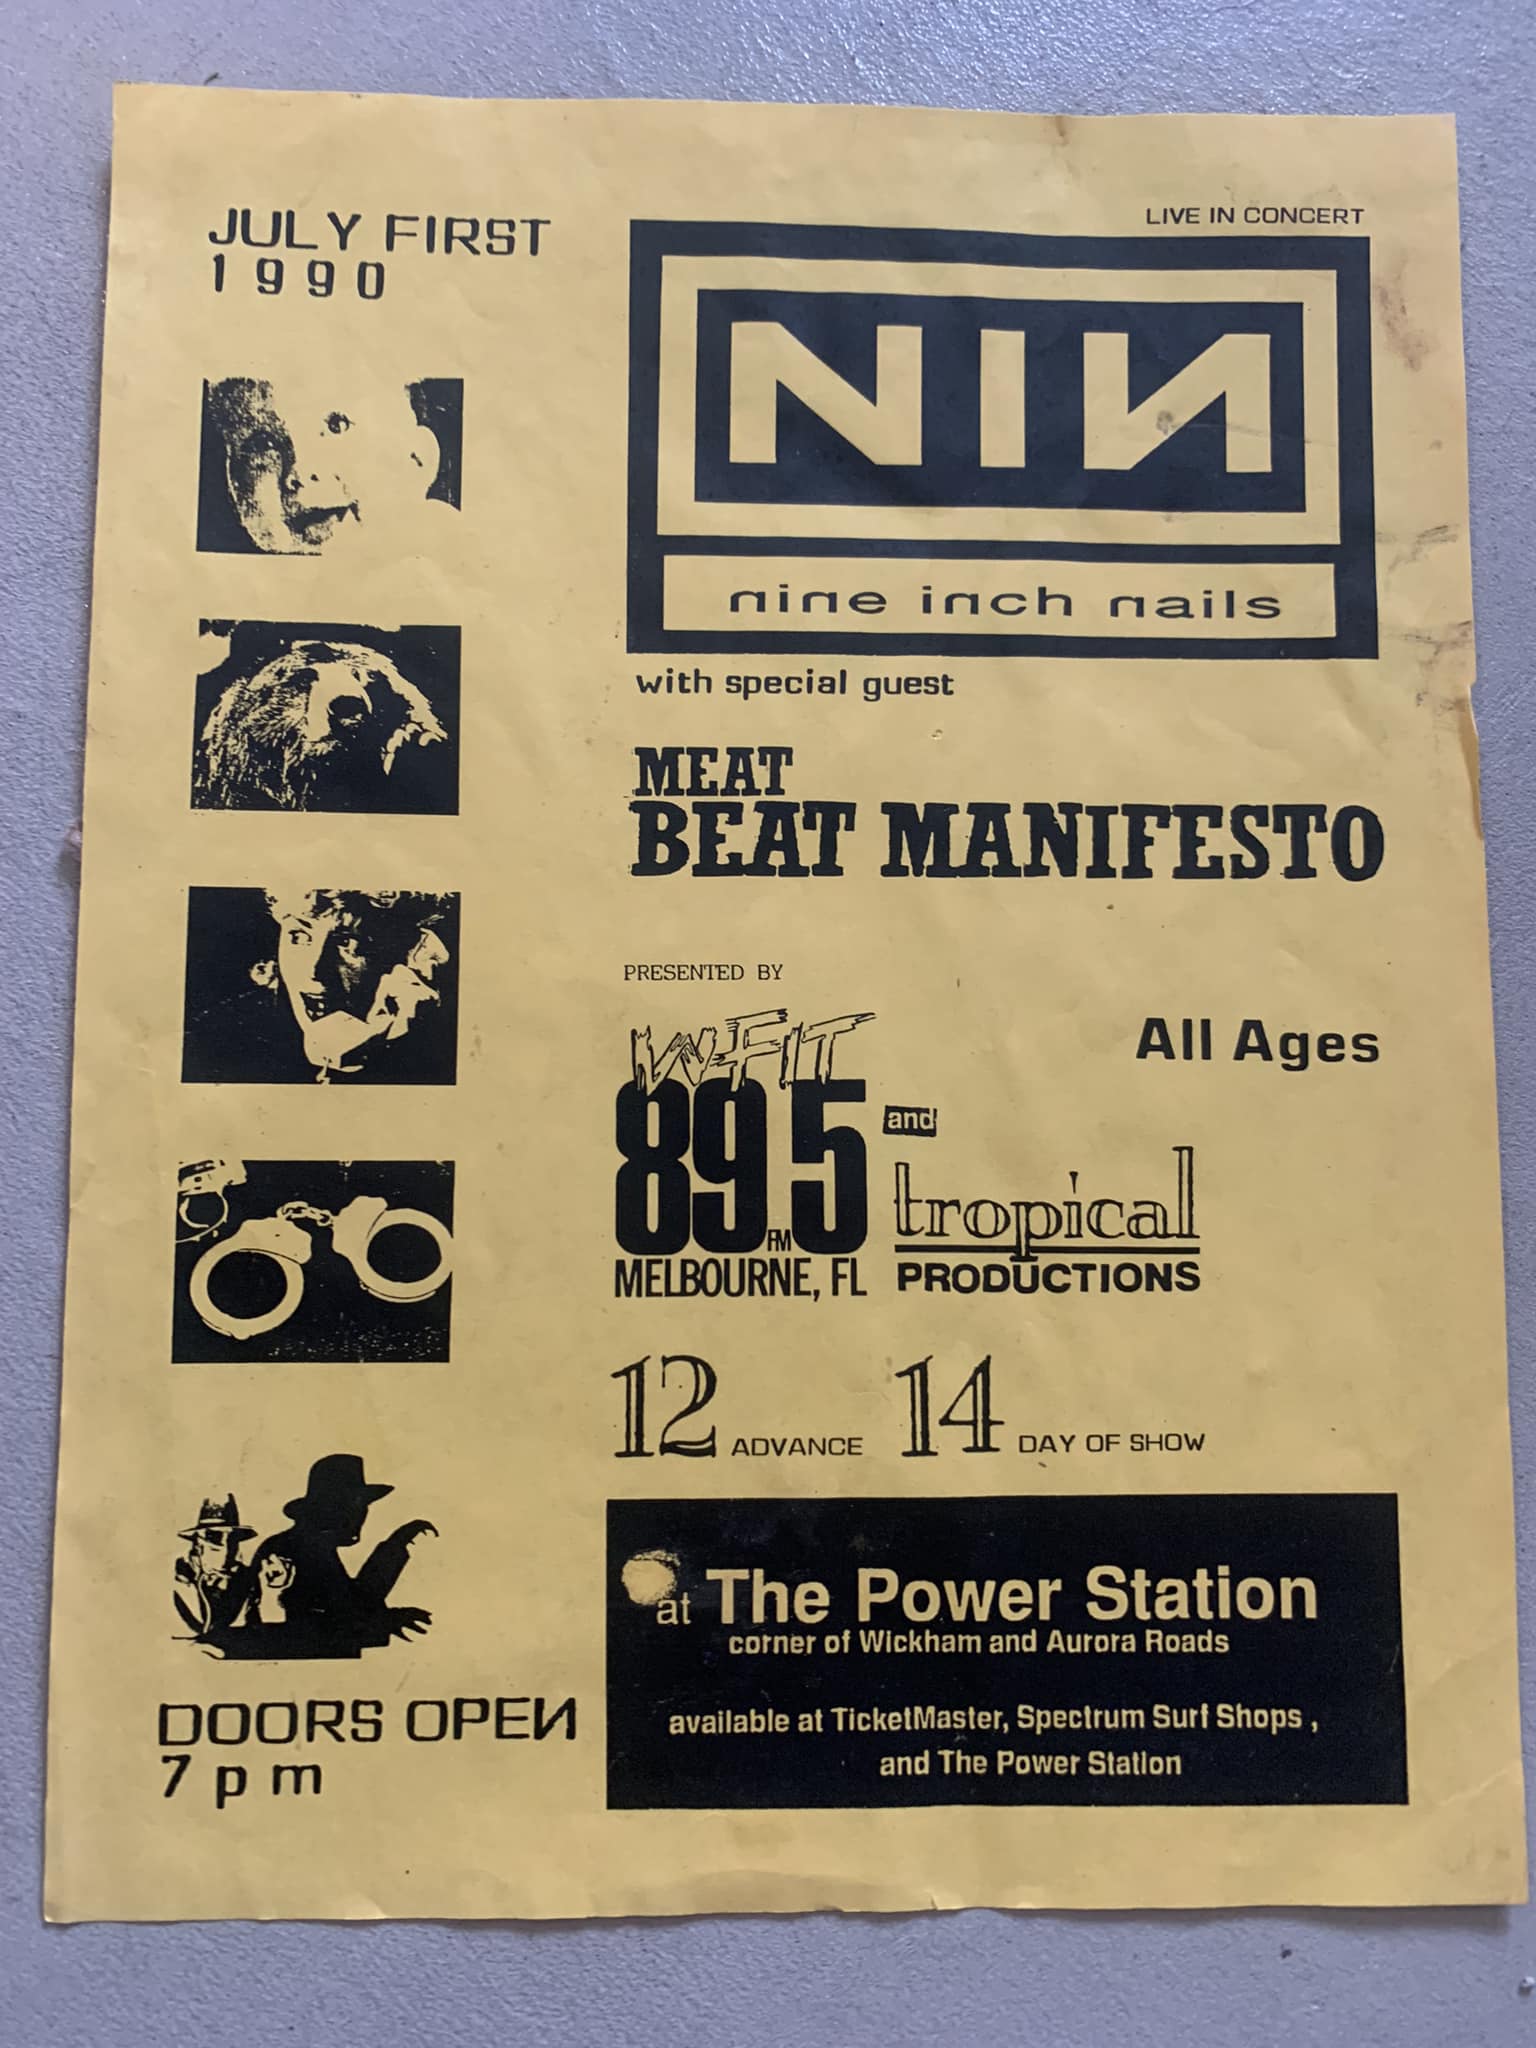 JULY FIRST
1990
LIVE IN CONCERT
NIN
nine inch nails
with special guest
MEAT
BEAT MANIFESTO
PRESENTED BY
WFIT
89.5
FM
MELBOURNE, FL
and
tropical
PRODUCTIONS
All Ages
12 ADVANCE 14 DAY OF SHOW
at The Power Station
corner of Wickham and Aurora Roads
available at TicketMaster, Spectrum Surf Shops ,
and The Power Station
DOORS OPEN
7 pm